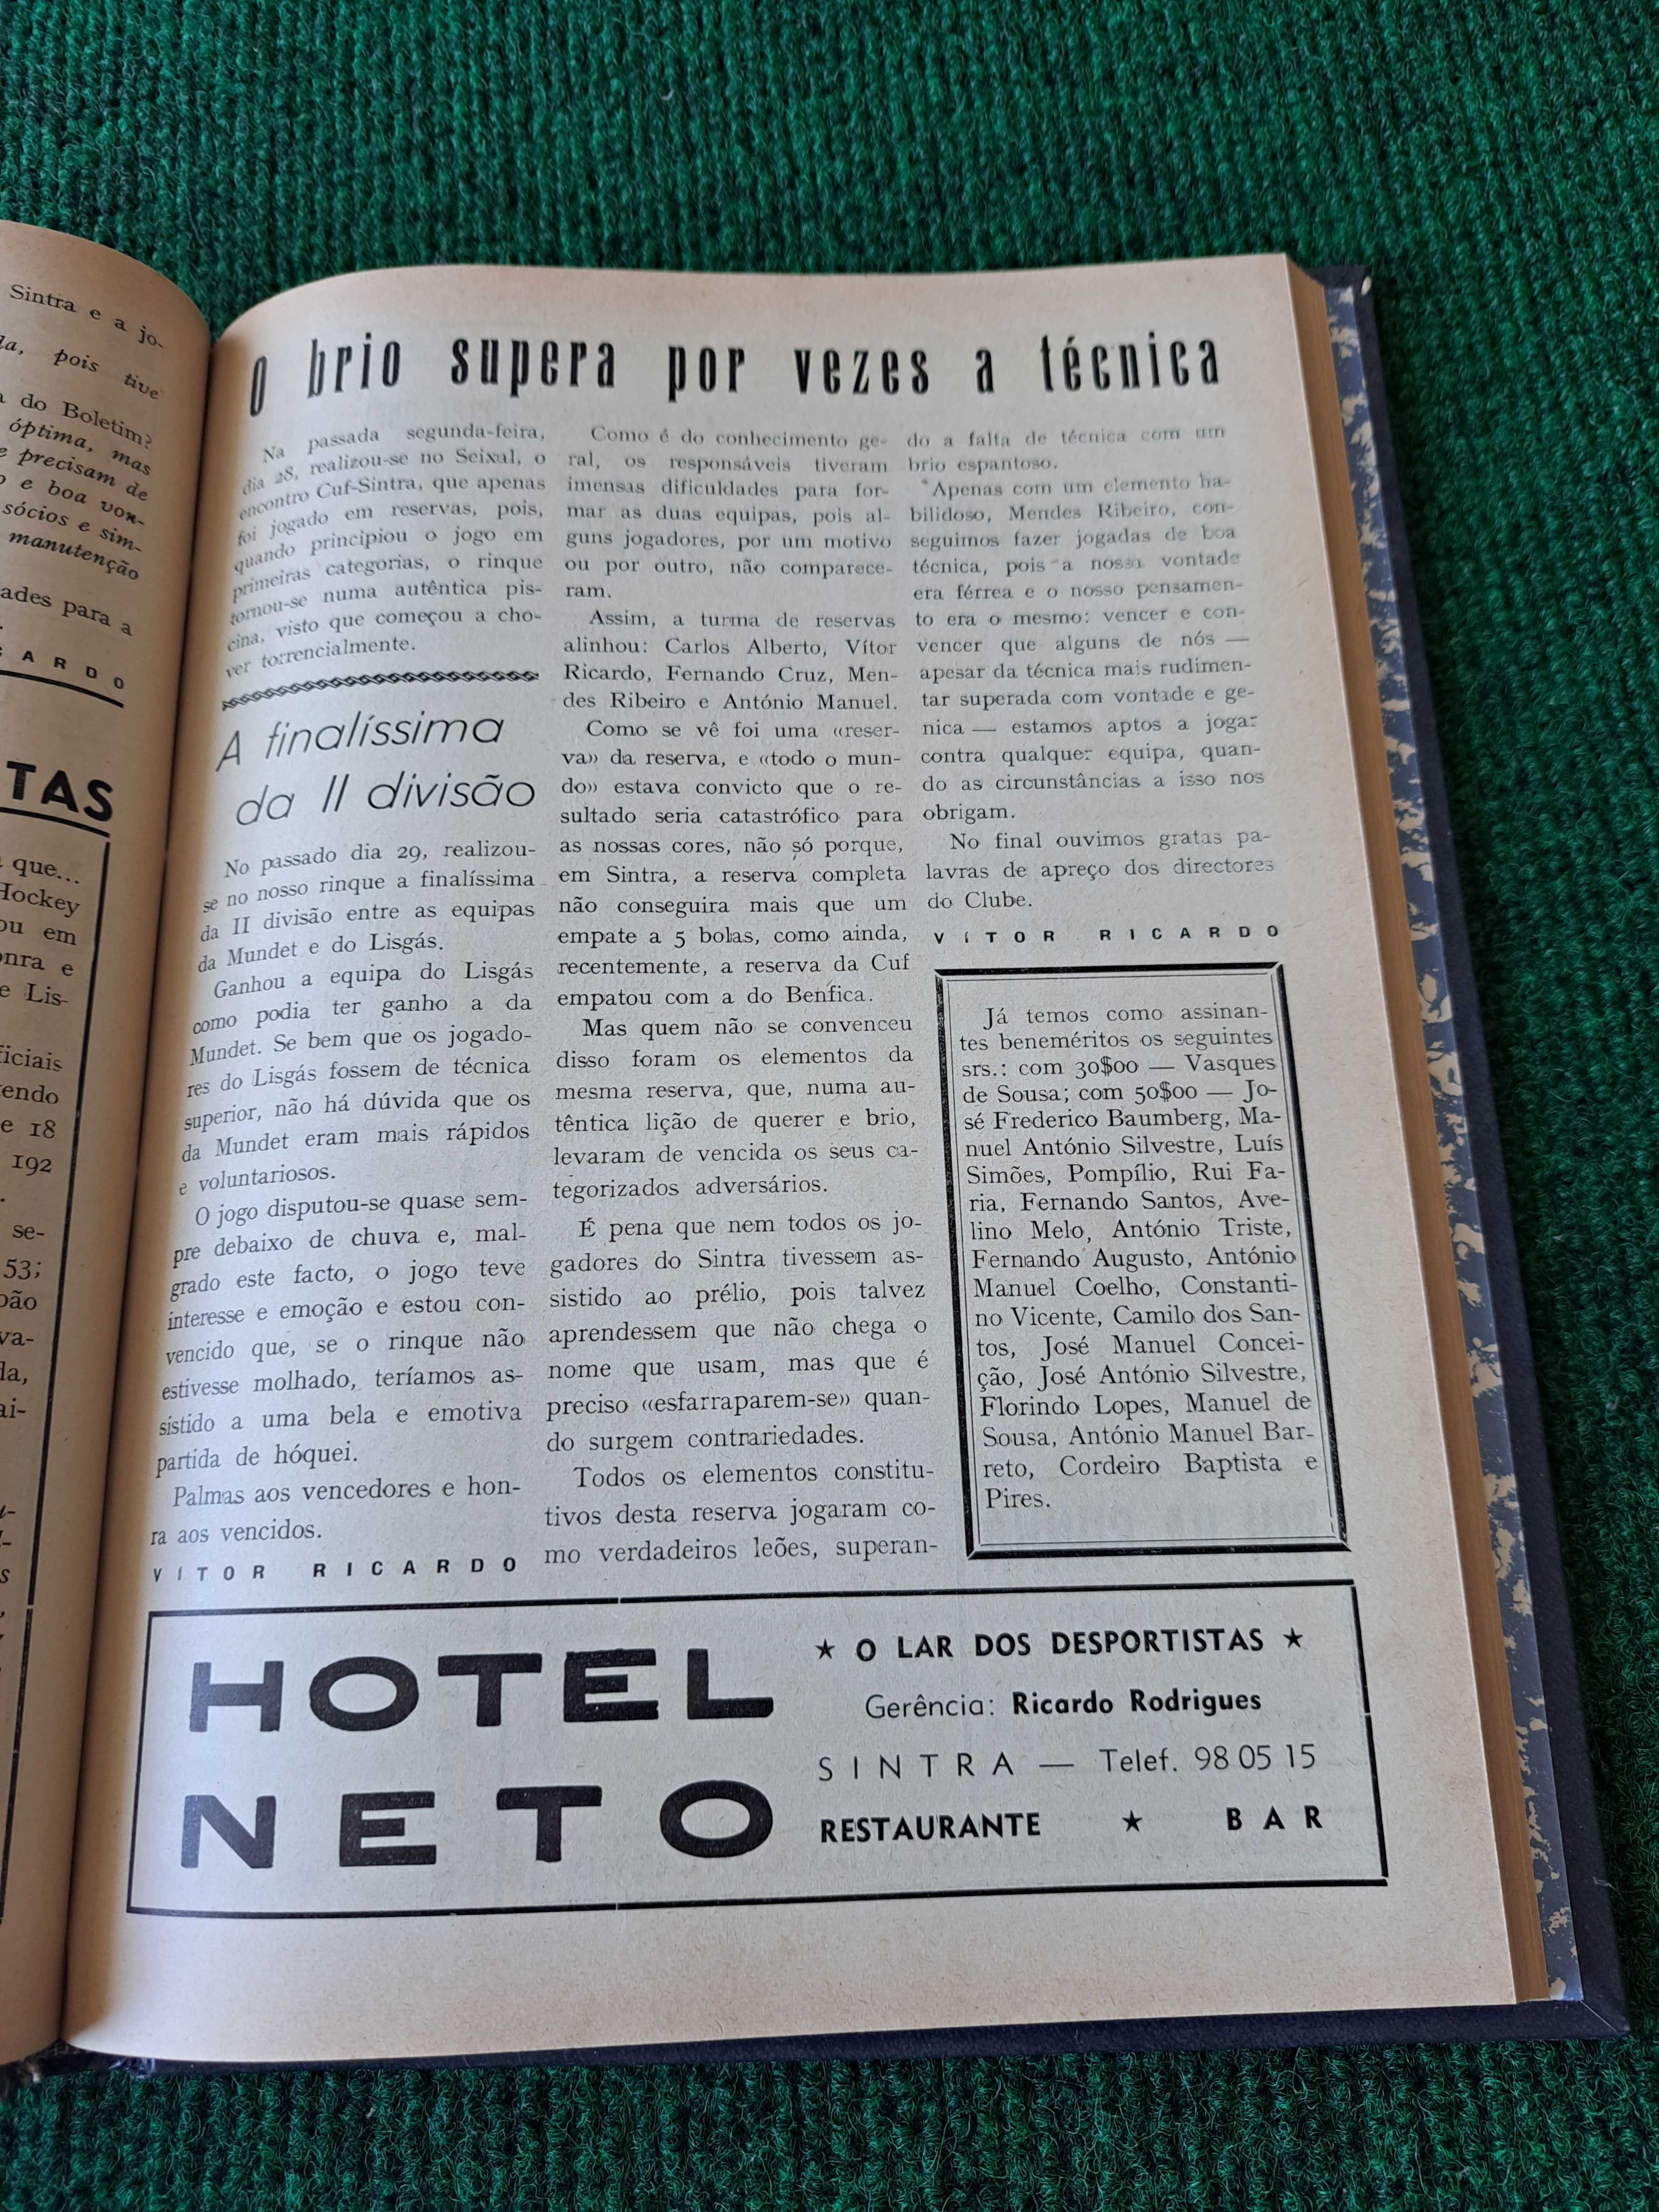 Sintra e a jo-
pois tive
do Boletim?
óptima, mas
precisam de
e boa von-
sócios e sim-
manutenção
ades para a
ARDO
TAS
que...
Hockey
ou em
onra e
e Lis-
iciais
endo
e 18
192
se-
53;
O brio supera por vezes a técnica
Na passada segunda-feira,
dia 28, realizou-se no Seixal, o
encontro Cuf-Sintra, que apenas
foi jogado em reservas, pois,
quando principiou o jogo em
primeiras categorias, o rinque
tornou-se numa autêntica pis-
cina, visto que começou a cho-
ver torrencialmente.
A finalíssima
da II divisão
No passado dia 29, realizou-
se no nosso rinque a finalíssima
da II divisão entre as equipas
da Mundet e do Lisgás.
Ganhou a equipa do Lisgás
como podia ter ganho a da
Mundet. Se bem que os jogado-
res do Lisgás fossem de técnica
superior, não há dúvida que os
da Mundet eram mais rápidos
e voluntariosos.
O jogo disputou-se quase sem-
pre debaixo de chuva e, mal-
grado este facto, o jogo teve
interesse e emoção e estou con-
vencido que, se o rinque não
estivesse molhado, teríamos as-
sistido a uma bela e emotiva
partida de hóquei.
Palmas aos vencedores e hon-
ra aos vencidos.
VÍTOR RICARDO
Como é do conhecimento ge-
ral, os responsáveis tiveram
imensas dificuldades para for-
mar as duas equipas, pois al-
guns jogadores, por um motivo
ou por outro, não comparece-
ram.
Assim, a turma de reservas
alinhou: Carlos Alberto, Vítor
Ricardo, Fernando Cruz, Men-
des Ribeiro e António Manuel.
Como se vê foi uma «reser-
va» da reserva, e «todo o mun-
do» estava convicto que o re-
sultado seria catastrófico para
as nossas cores, não só porque,
em Sintra, a reserva completa
não conseguira mais que um
empate a 5 bolas, como ainda,
recentemente, a reserva da Cuf
empatou com a do Benfica.
Mas quem não se convenceu
disso foram os elementos da
mesma reserva, que, numa au-
têntica lição de querer e brio,
levaram de vencida os seus ca-
tegorizados adversários.
É pena que nem todos os jo-
gadores do Sintra tivessem as-
sistido ao prélio, pois talvez
aprendessem que não chega o
nome que usam, mas que é
preciso «esfarraparem-se» quan-
do surgem contrariedades.
Todos os elementos constitu-
tivos desta reserva jogaram co-
mo verdadeiros leões, superan-
do a falta de técnica com um
brio espantoso.
Apenas com um elemento ha-
bilidoso, Mendes Ribeiro, con-
seguimos fazer jogadas de boa
técnica, pois a nossa vontade
era férrea e o nosso pensamen-
to era o mesmo: vencer e con-
vencer que alguns de nós —
apesar da técnica mais rudimen-
tar superada com vontade e ge-
nica — estamos aptos a jogar
contra qualquer equipa, quan-
do as circunstâncias a isso nos
obrigam.
No final ouvimos gratas pa-
lavras de apreço dos directores
do Clube.
VÍTOR RICARDO
Já temos como assinan-
tes beneméritos os seguintes
srs.: com 30$00 — Vasques
de Sousa; com 50$00 — Jo-
sé Frederico Baumberg, Ma-
nuel António Silvestre, Luís
Simões, Pompílio, Rui Fa-
ria, Fernando Santos, Ave-
lino Melo, António Triste,
Fernando Augusto, António
Manuel Coelho, Constanti-
no Vicente, Camilo dos San-
tos, José Manuel Concei-
ção, José António Silvestre,
Florindo Lopes, Manuel de
Sousa, António Manuel Bar-
reto, Cordeiro Baptista e
Pires.
HOTEL
NETO
★ O LAR DOS DESPORTISTAS ★
Gerência: Ricardo Rodrigues
SINTRA — Telef. 98 05 15
RESTAURANTE ★ BAR